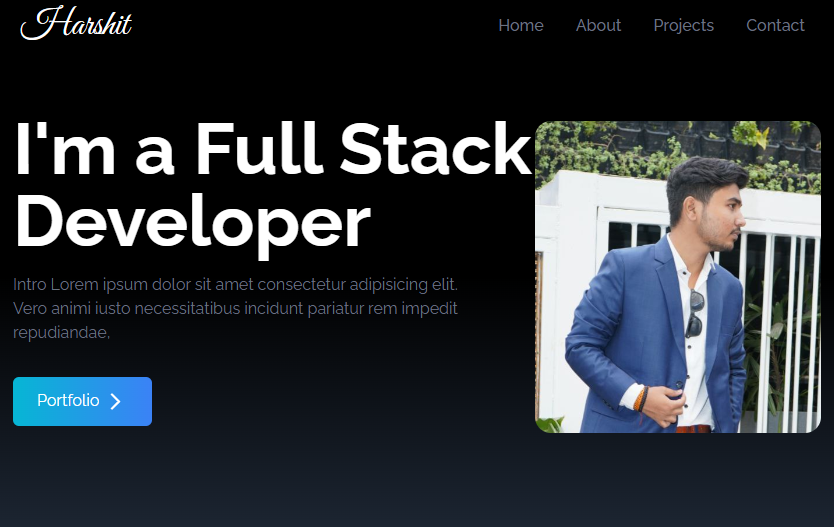 Harshit
Home About Projects Contact
I'm a Full Stack
Developer
Intro Lorem ipsum dolor sit amet consectetur adipisicing elit.
Vero animi iusto necessitatibus incidunt pariatur rem impedit
repudiandae,
Portfolio